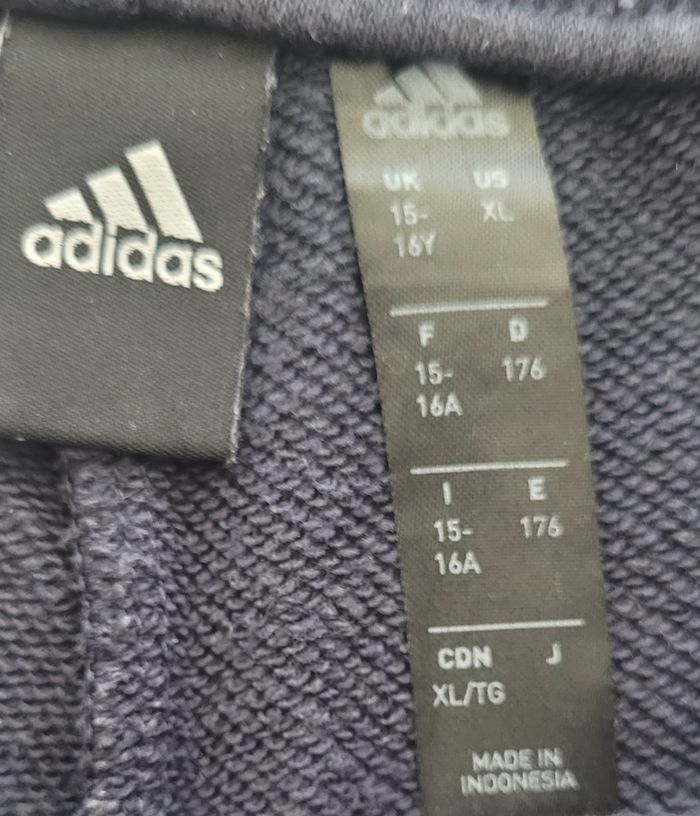 adidas
adidas
UK US
15- XL
16Y
F D
15- 176
16A
I E
15- 176
16A
CDN J
XL/TG
MADE IN
INDONESIA